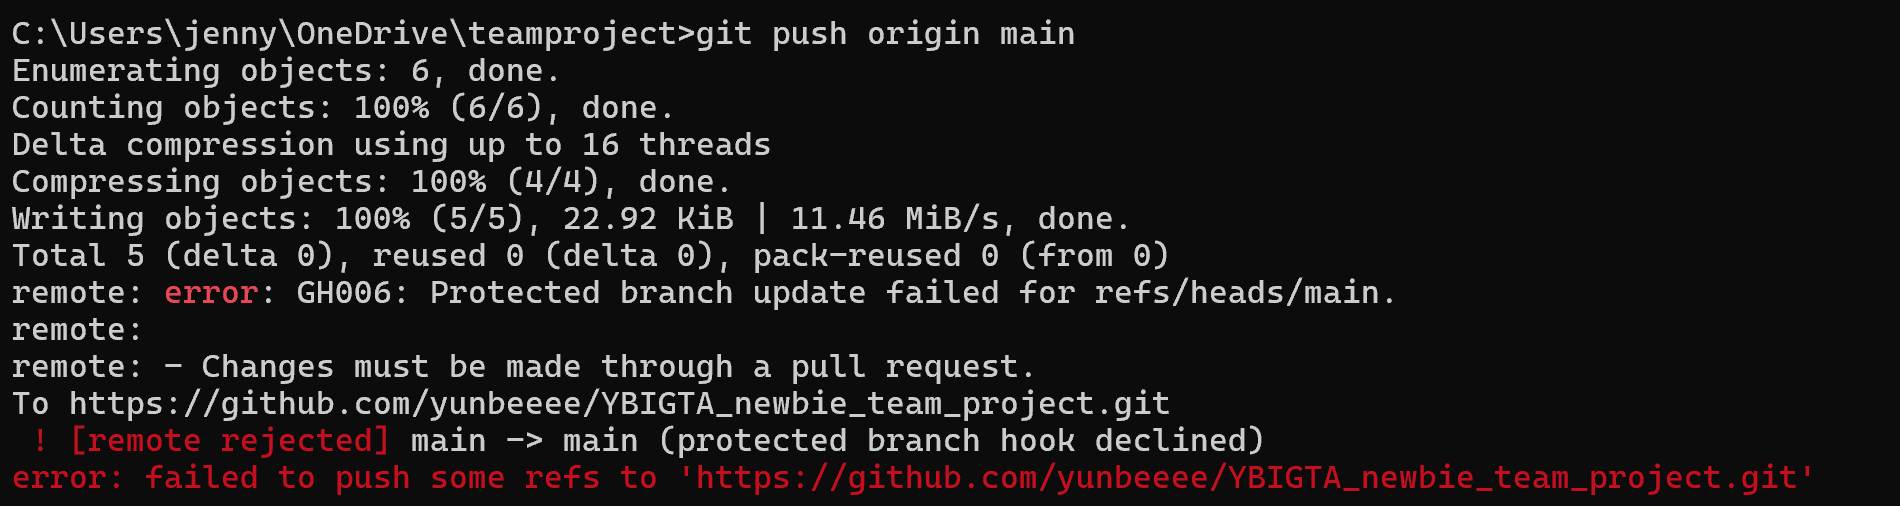 C:\Users\jenny\OneDrive\teamproject>git push origin main
Enumerating objects: 6, done.
Counting objects: 100% (6/6), done.
Delta compression using up to 16 threads
Compressing objects: 100% (4/4), done.
Writing objects: 100% (5/5), 22.92 KiB | 11.46 MiB/s, done.
Total 5 (delta 0), reused 0 (delta 0), pack-reused 0 (from 0)
remote: error: GH006: Protected branch update failed for refs/heads/main.
remote:
remote: - Changes must be made through a pull request.
To https://github.com/yunbeeee/YBIGTA_newbie_team_project.git
 ! [remote rejected] main -> main (protected branch hook declined)
error: failed to push some refs to 'https://github.com/yunbeeee/YBIGTA_newbie_team_project.git'